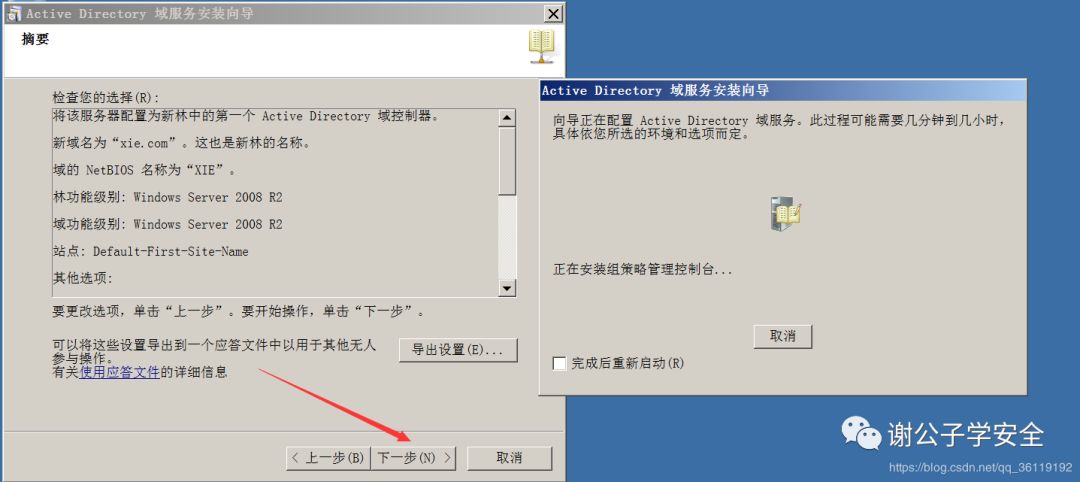 Active Directory 域服务安装向导
摘要
检查您的选择(R):
将该服务器配置为新林中的第一个 Active Directory 域控制器。
新域名为“xie.com”。这也是新林的名称。
域的 NetBIOS 名称为“XIE”。
林功能级别: Windows Server 2008 R2
域功能级别: Windows Server 2008 R2
站点: Default-First-Site-Name
其他选项:
要更改选项，单击“上一步”。要开始操作，单击“下一步”。
可以将这些设置导出到一个应答文件中以用于其他无人
参与操作。
有关使用应答文件的详细信息
导出设置(E)...
< 上一步(B)
下一步(N) >
取消
Active Directory 域服务安装向导
向导正在配置 Active Directory 域服务。此过程可能需要几分钟到几小时，
具体依您所选的环境和选项而定。
正在安装组策略管理控制台...
取消
完成后重新启动(R)
谢公子学安全
https://blog.csdn.net/qq_36119192